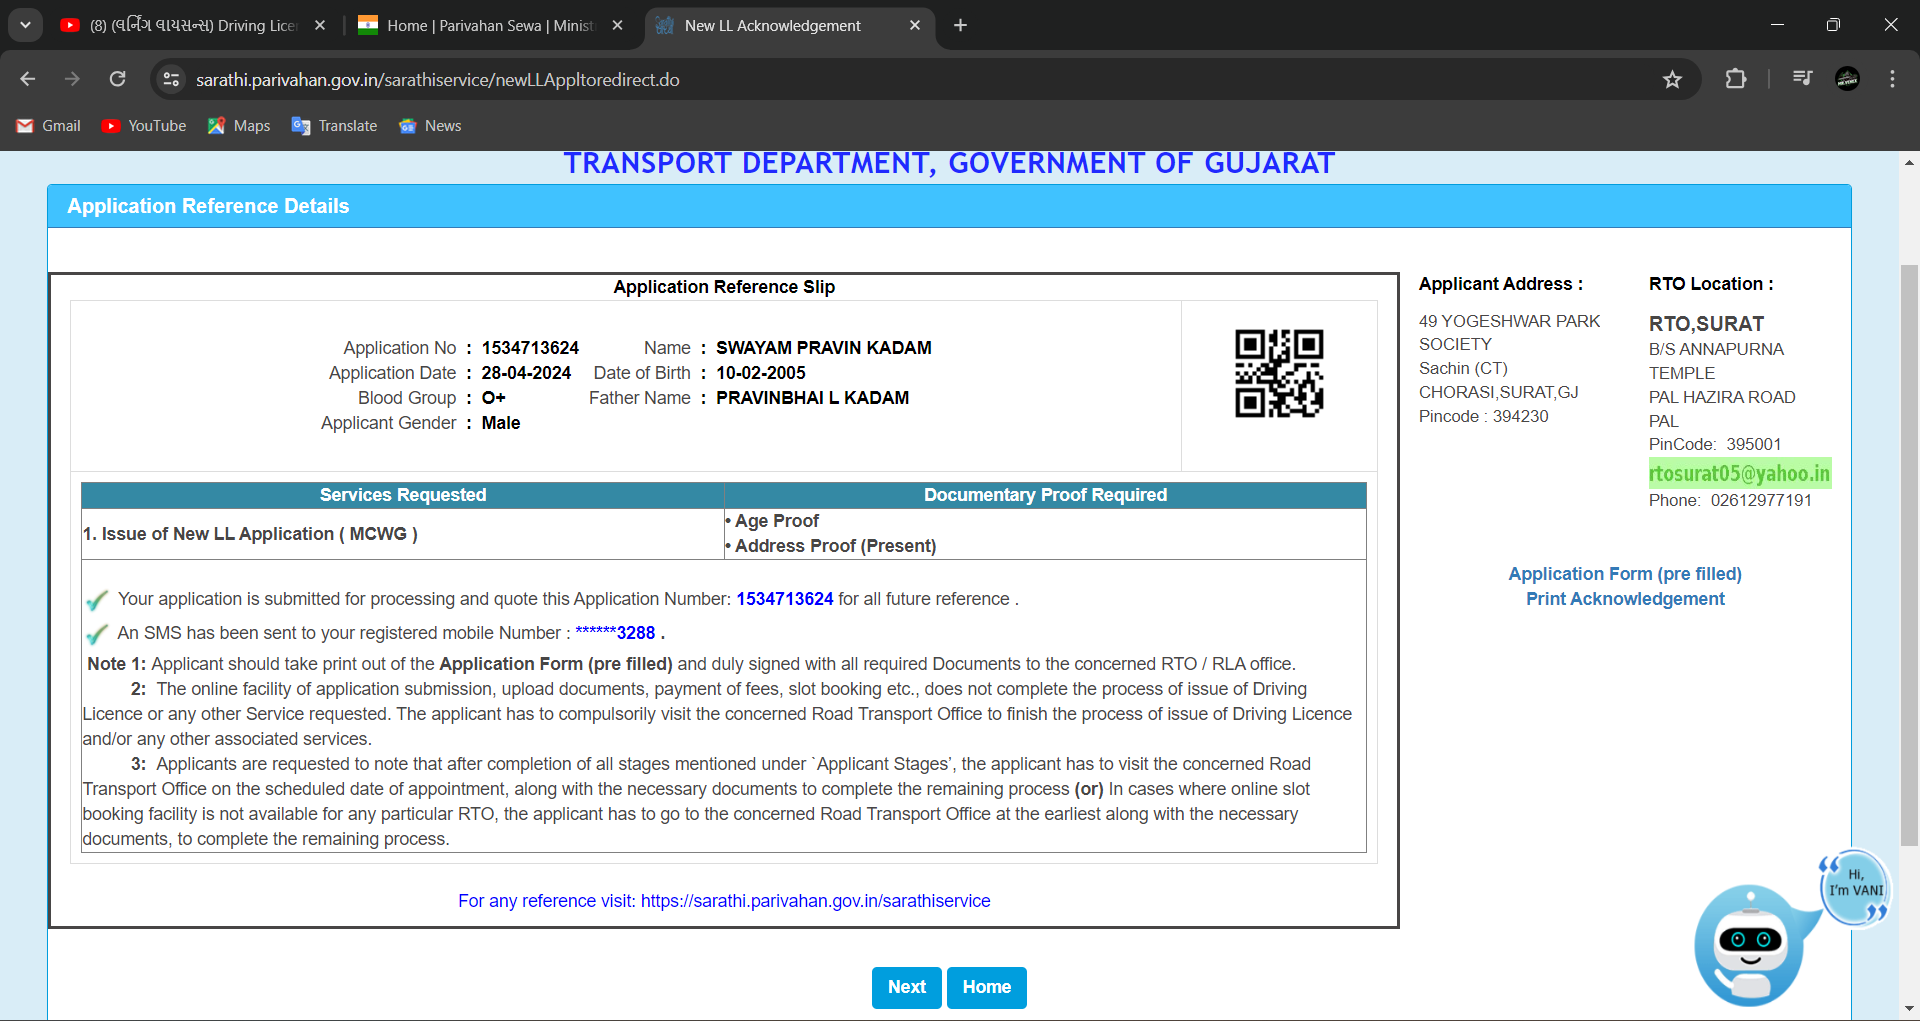 (8) (લર્નિંગ લાયસન્સ) Driving Lice
Home | Parivahan Sewa | Minist
New LL Acknowledgement
sarathi.parivahan.gov.in/sarathiservice/newLLAppltoredirect.do
Gmail
YouTube
Maps
Translate
News
TRANSPORT DEPARTMENT, GOVERNMENT OF GUJARAT
Application Reference Details
Application Reference Slip
Application No : 1534713624 Name : SWAYAM PRAVIN KADAM
Application Date : 28-04-2024 Date of Birth : 10-02-2005
Blood Group : O+ Father Name : PRAVINBHAI L KADAM
Applicant Gender : Male
Services Requested
Documentary Proof Required
1. Issue of New LL Application ( MCWG )
• Age Proof
• Address Proof (Present)
Your application is submitted for processing and quote this Application Number: 1534713624 for all future reference .
An SMS has been sent to your registered mobile Number : ******3288 .
Note 1: Applicant should take print out of the Application Form (pre filled) and duly signed with all required Documents to the concerned RTO / RLA office.
2: The online facility of application submission, upload documents, payment of fees, slot booking etc., does not complete the process of issue of Driving
Licence or any other Service requested. The applicant has to compulsorily visit the concerned Road Transport Office to finish the process of issue of Driving Licence
and/or any other associated services.
3: Applicants are requested to note that after completion of all stages mentioned under `Applicant Stages', the applicant has to visit the concerned Road
Transport Office on the scheduled date of appointment, along with the necessary documents to complete the remaining process (or) In cases where online slot
booking facility is not available for any particular RTO, the applicant has to go to the concerned Road Transport Office at the earliest along with the necessary
documents, to complete the remaining process.
For any reference visit: https://sarathi.parivahan.gov.in/sarathiservice
Applicant Address :
49 YOGESHWAR PARK
SOCIETY
Sachin (CT)
CHORASI,SURAT,GJ
Pincode : 394230
RTO Location :
RTO,SURAT
B/S ANNAPURNA
TEMPLE
PAL HAZIRA ROAD
PAL
PinCode: 395001
rtosurat05@yahoo.in
Phone: 02612977191
Application Form (pre filled)
Print Acknowledgement
Hi,
I'm VANI
Next
Home